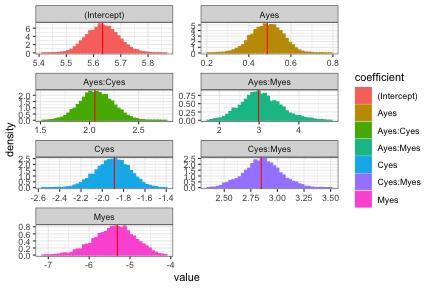 (Intercept)
Ayes
6
4
2
0
5.4 5.5 5.6 5.7 5.8
5
4
3
2
1
0
0.2 0.4 0.6 0.8
Ayes:Cyes
Ayes:Myes
2.0
1.5
1.0
0.5
0.0
1.5 2.0 2.5
0.75
0.50
0.25
0.00
2 3 4
Cyes
Cyes:Myes
2.5
2.0
1.5
1.0
0.5
0.0
-2.6 -2.4 -2.2 -2.0 -1.8 -1.6 -1.4
2.5
2.0
1.5
1.0
0.5
0.0
2.50 2.75 3.00 3.25 3.50
Myes
0.8
0.6
0.4
0.2
0.0
-7 -6 -5 -4
density
value
coefficient
(Intercept)
Ayes
Ayes:Cyes
Ayes:Myes
Cyes
Cyes:Myes
Myes